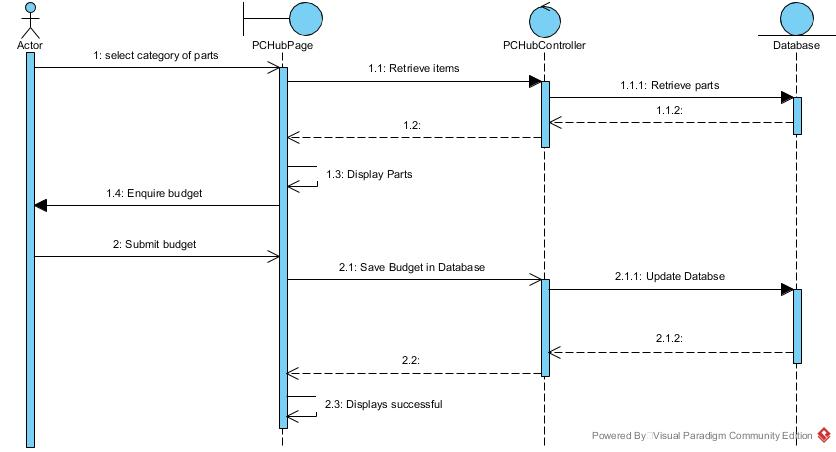 Actor
PCHubPage
PCHubController
Database
1: select category of parts
1.1: Retrieve items
1.1.1: Retrieve parts
1.1.2:
1.2:
1.3: Display Parts
1.4: Enquire budget
2: Submit budget
2.1: Save Budget in Database
2.1.1: Update Databse
2.1.2:
2.2:
2.3: Displays successful
Powered By Visual Paradigm Community Edition